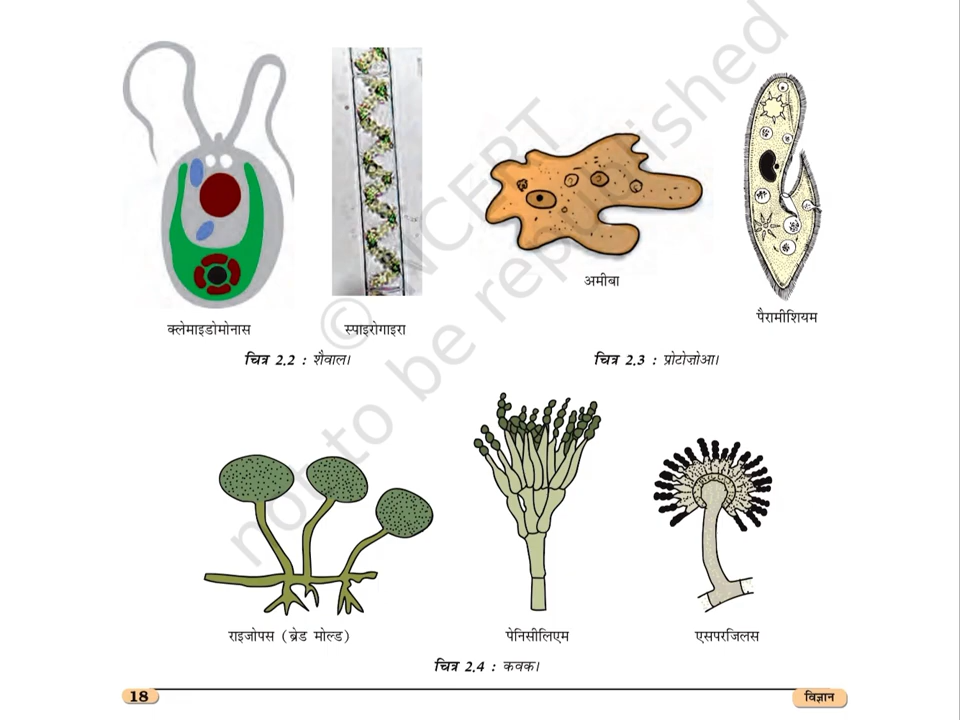 क्लेमाइडोमोनास
स्पाइरोगाइरा
चित्र 2.2 : शैवाल।
अमीबा
पैरामीशियम
चित्र 2.3 : प्रोटोज़ोआ।
राइजोपस (ब्रेड मोल्ड)
पेनिसीलिएम
एसपरजिलस
चित्र 2.4 : कवक।
18
विज्ञान
© NCERT
not to be republished